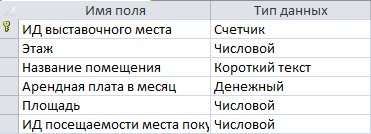 Имя поля Тип данных
ИД выставочного места Счетчик
Этаж Числовой
Название помещения Короткий текст
Арендная плата в месяц Денежный
Площадь Числовой
ИД посещаемости места поку Числовой